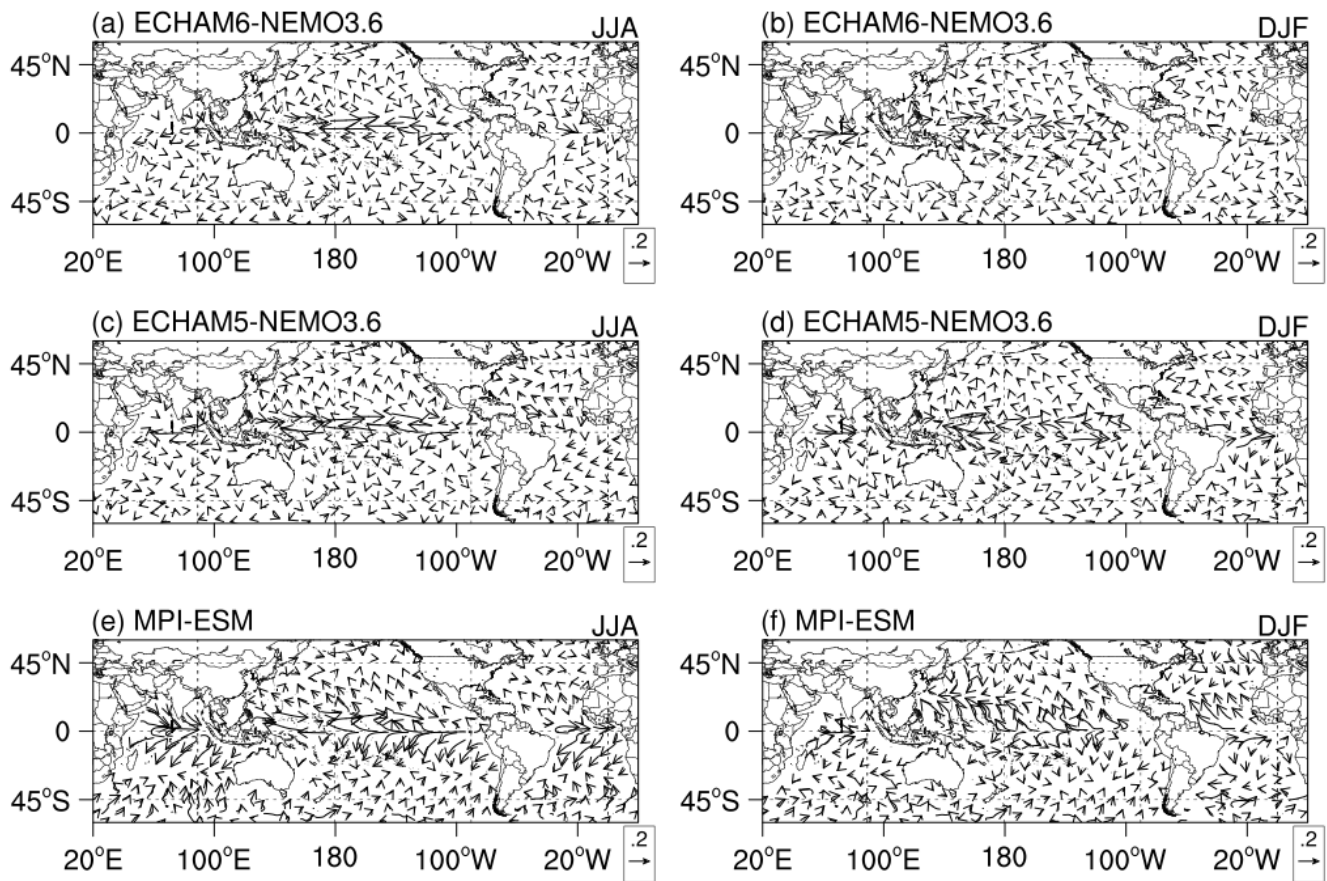 (a) ECHAM6-NEMO3.6 JJA
45°N
0
45°S
20°E 100°E 180 100°W 20°W
.2
(b) ECHAM6-NEMO3.6 DJF
20°E 100°E 180 100°W 20°W
.2
(c) ECHAM5-NEMO3.6 JJA
45°N
0
45°S
20°E 100°E 180 100°W 20°W
.2
(d) ECHAM5-NEMO3.6 DJF
45°N
0
45°S
20°E 100°E 180 100°W 20°W
.2
(e) MPI-ESM JJA
45°N
0
45°S
20°E 100°E 180 100°W 20°W
.2
(f) MPI-ESM DJF
45°N
0
45°S
20°E 100°E 180 100°W 20°W
.2